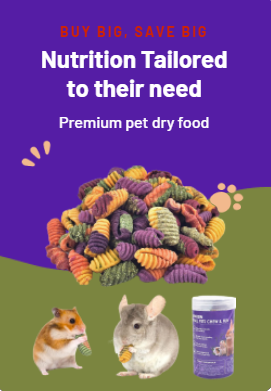 BUY BIG, SAVE BIG
Nutrition Tailored
to their need
Premium pet dry food